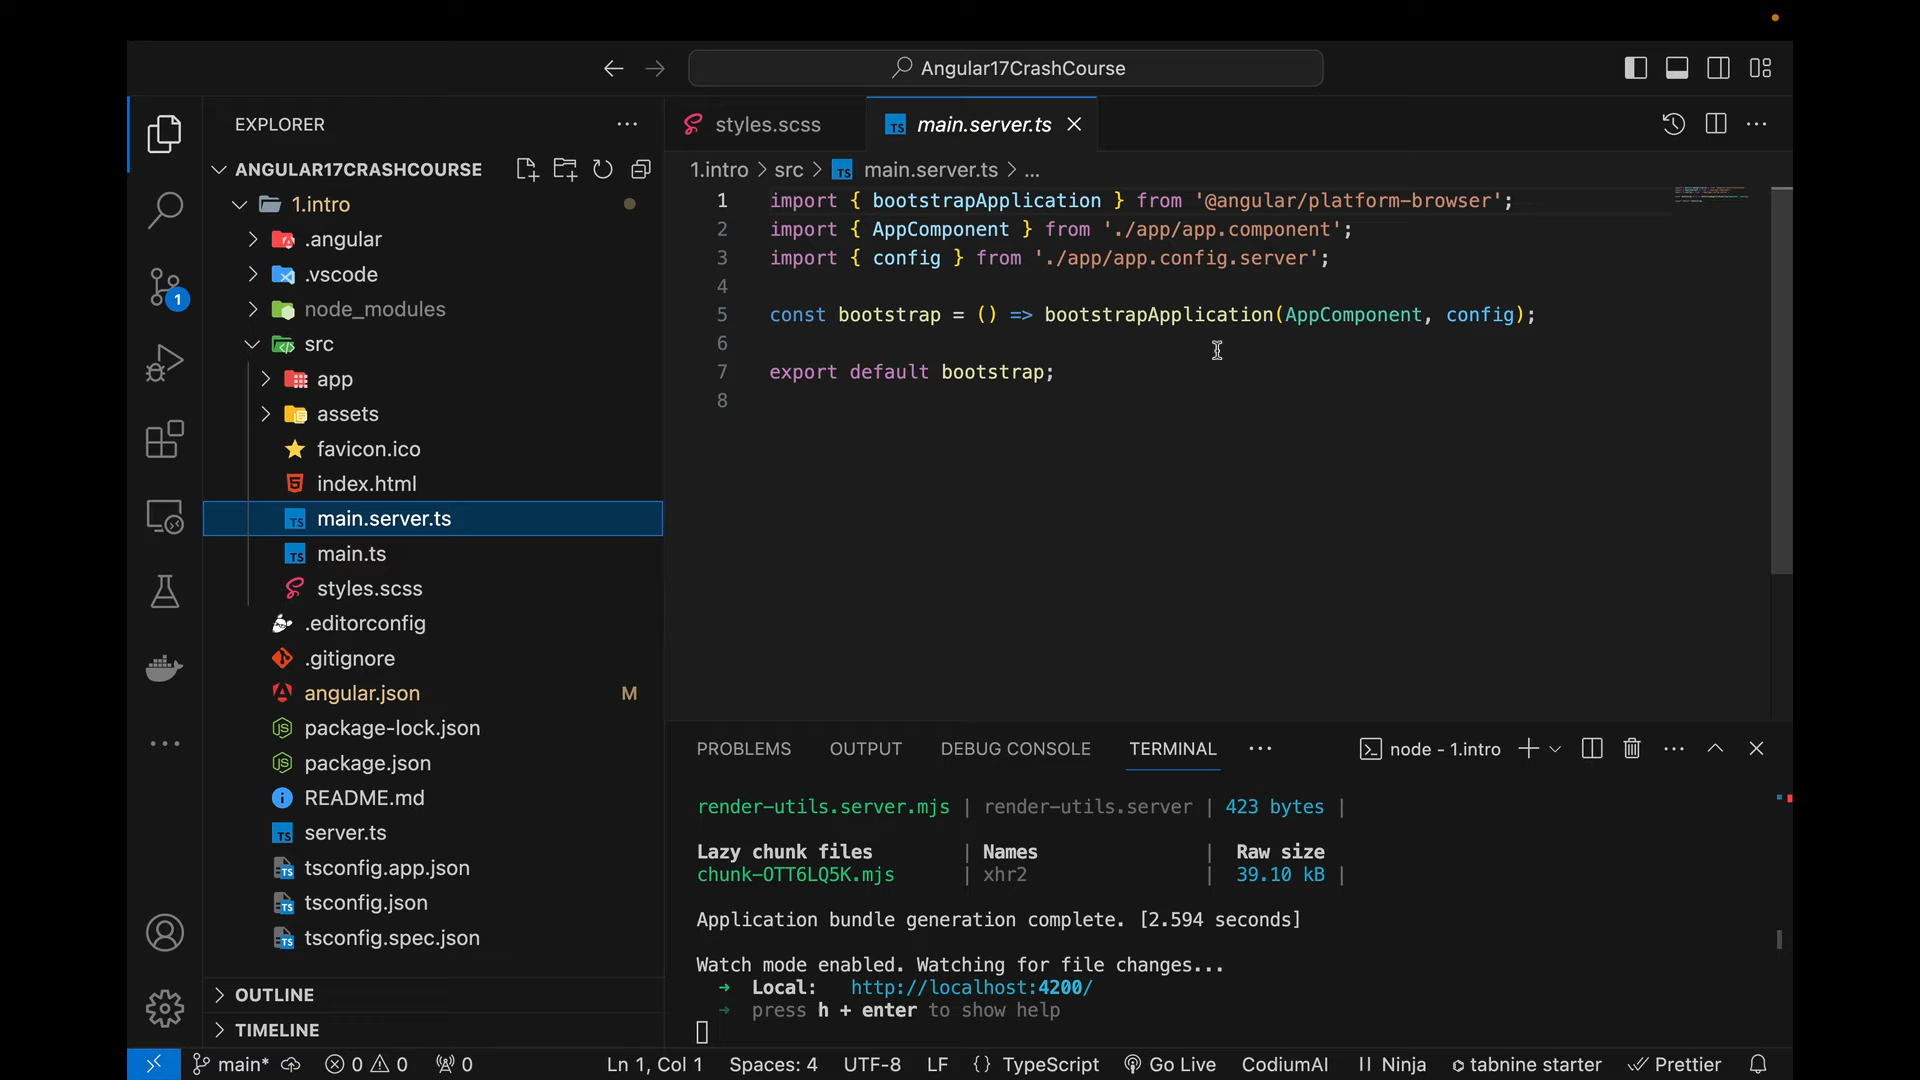 Angular17CrashCourse
EXPLORER
ANGULAR17CRASHCOURSE
1.intro
.angular
.vscode
node_modules
src
app
assets
favicon.ico
index.html
main.server.ts
main.ts
styles.scss
.editorconfig
.gitignore
angular.json M
package-lock.json
package.json
README.md
server.ts
tsconfig.app.json
tsconfig.json
tsconfig.spec.json
OUTLINE
TIMELINE
1
styles.scss
main.server.ts
1.intro > src > TS main.server.ts > ...
1 import { bootstrapApplication } from '@angular/platform-browser';
2 import { AppComponent } from './app/app.component';
3 import { config } from './app/app.config.server';
4
5 const bootstrap = () => bootstrapApplication(AppComponent, config);
6
7 export default bootstrap;
8
PROBLEMS OUTPUT DEBUG CONSOLE TERMINAL ... node - 1.intro
render-utils.server.mjs | render-utils.server | 423 bytes |
Lazy chunk files | Names | Raw size
chunk-OTT6LQ5K.mjs | xhr2 | 39.10 kB |
Application bundle generation complete. [2.594 seconds]
Watch mode enabled. Watching for file changes...
➜ Local: http://localhost:4200/
➜ press h + enter to show help
main* 0 0 0 Ln 1, Col 1 Spaces: 4 UTF-8 LF {} TypeScript Go Live CodiumAI Ninja tabnine starter Prettier